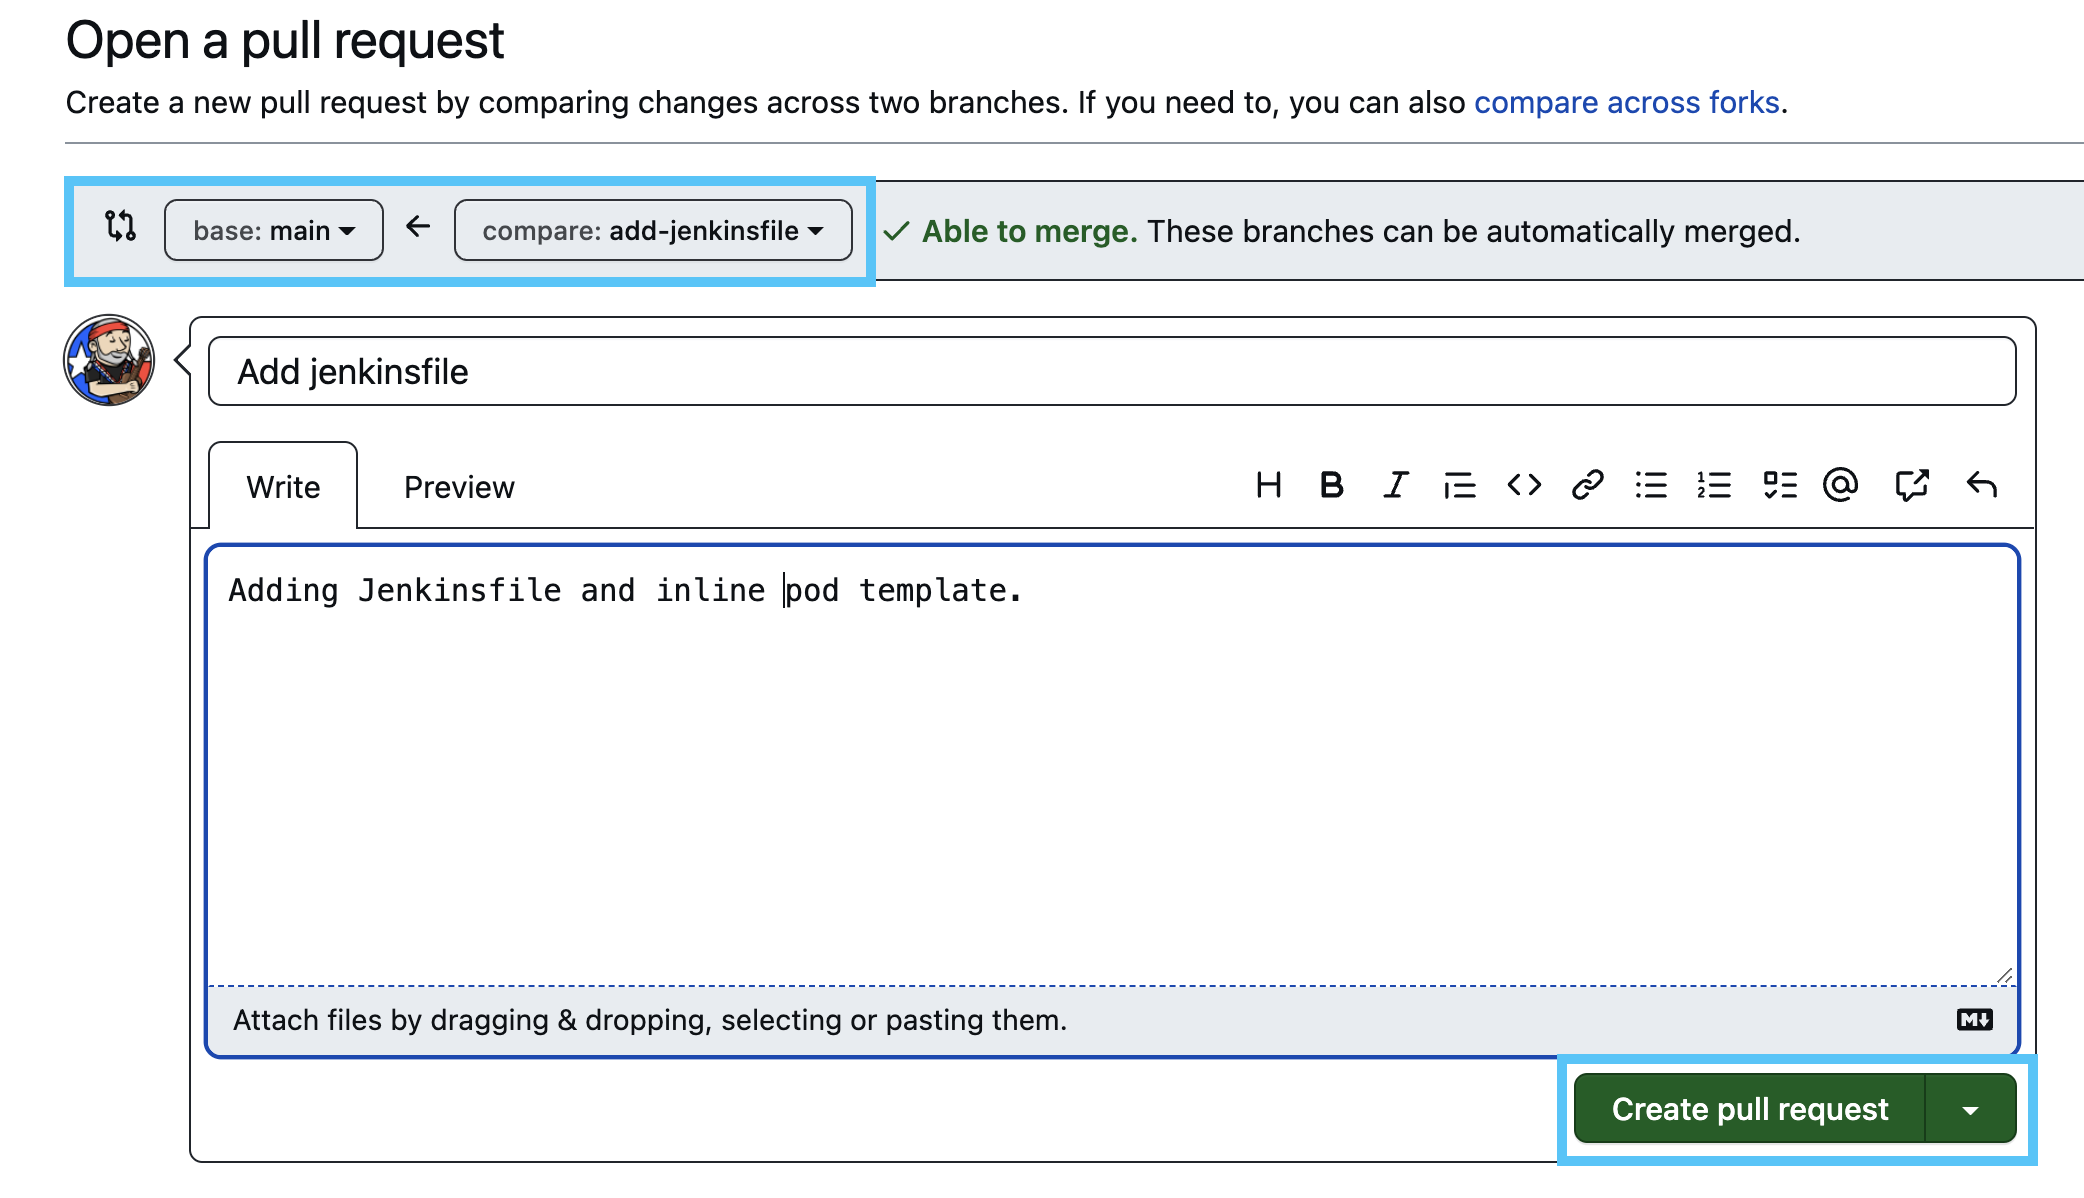 Open a pull request
Create a new pull request by comparing changes across two branches. If you need to, you can also compare across forks.
base: main compare: add-jenkinsfile Able to merge. These branches can be automatically merged.
Add jenkinsfile
Write Preview
Adding Jenkinsfile and inline pod template.
Attach files by dragging & dropping, selecting or pasting them.
Create pull request